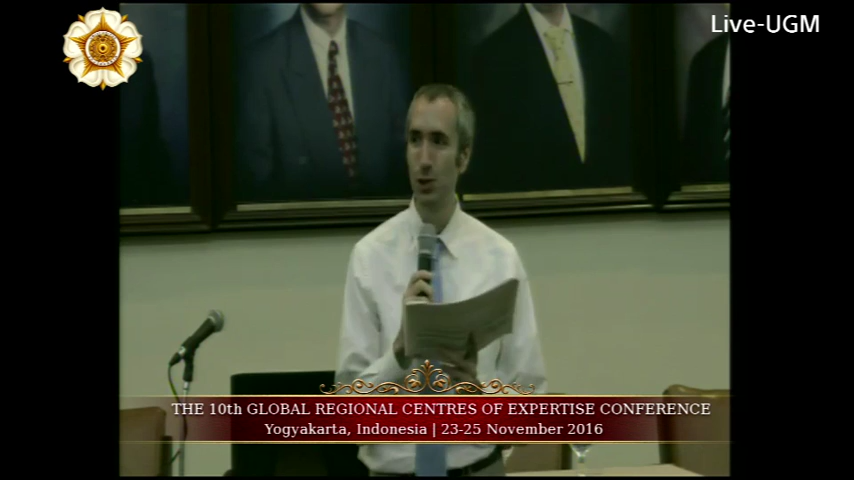 Live-UGM
THE 10th GLOBAL REGIONAL CENTRES OF EXPERTISE CONFERENCE
Yogyakarta, Indonesia | 23-25 November 2016